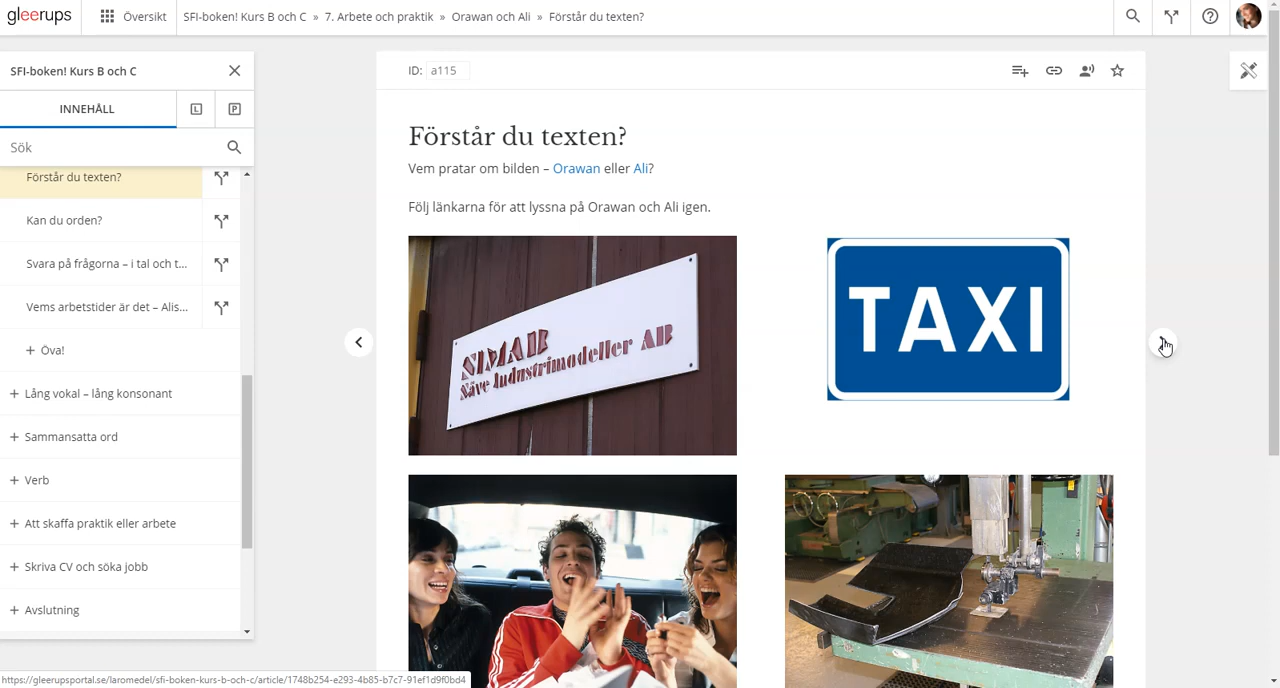 gleerups
Översikt
SFI-boken! Kurs B och C » 7. Arbete och praktik » Orawan och Ali » Förstår du texten?
SFI-boken! Kurs B och C
INNEHÅLL
L
P
Sök
Förstår du texten?
Kan du orden?
Svara på frågorna – i tal och t...
Vems arbetstider är det – Alis...
+ Öva!
+ Lång vokal – lång konsonant
+ Sammansatta ord
+ Verb
+ Att skaffa praktik eller arbete
+ Skriva CV och söka jobb
+ Avslutning
ID: a115
Förstår du texten?
Vem pratar om bilden – Orawan eller Ali?
Följ länkarna för att lyssna på Orawan och Ali igen.
SIMAB
Säve Industrimodeller AB
TAXI
https://gleerupsportal.se/laromedel/sfi-boken-kurs-b-och-c/article/1748b254-e293-4b85-b7c7-91ef1d9f0bd4